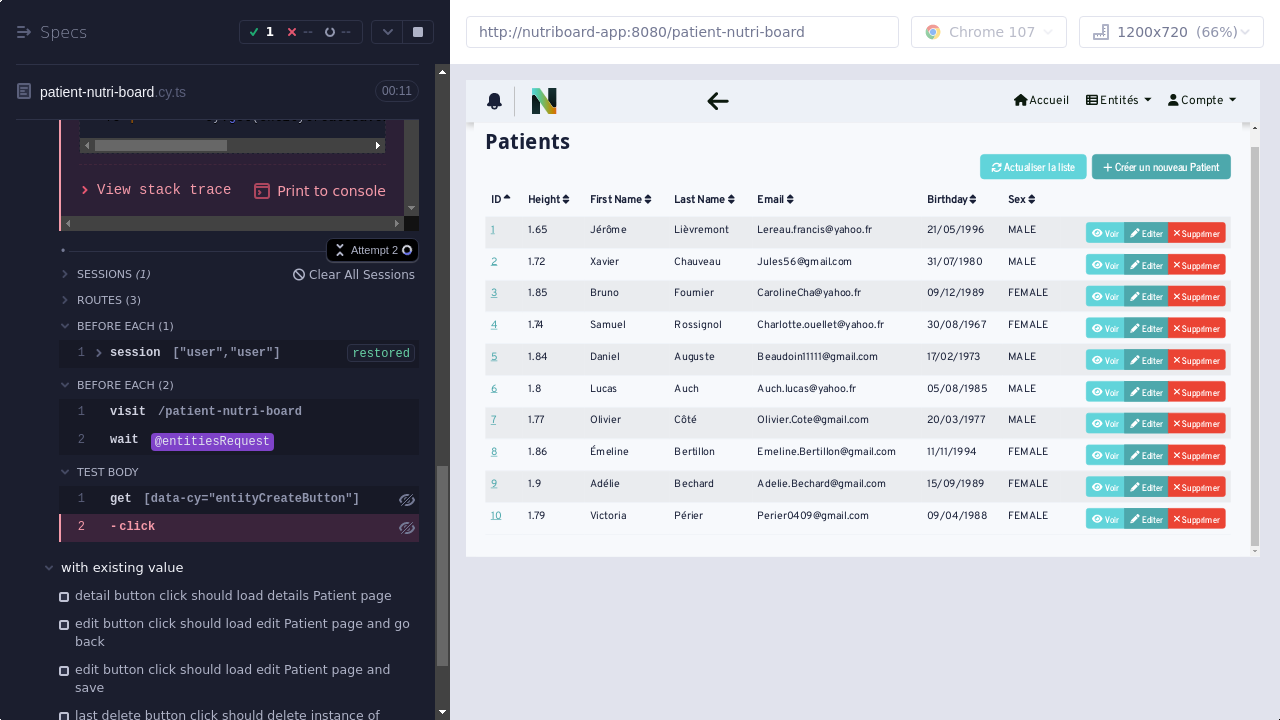 Specs
1 -- --
patient-nutri-board.cy.ts 00:11
View stack trace Print to console
Attempt 2
SESSIONS (1) Clear All Sessions
ROUTES (3)
BEFORE EACH (1)
1 session ["user","user"] restored
BEFORE EACH (2)
1 visit /patient-nutri-board
2 wait @entitiesRequest
TEST BODY
1 get [data-cy="entityCreateButton"]
2 -click
with existing value
detail button click should load details Patient page
edit button click should load edit Patient page and go
back
edit button click should load edit Patient page and
save
last delete button click should delete instance of
http://nutriboard-app:8080/patient-nutri-board
Chrome 107
1200x720 (66%)
N Accueil Entités Compte
Patients
Actualiser la liste Créer un nouveau Patient
ID Height First Name Last Name Email Birthday Sex
1 1.65 Jérôme Lièvremont Lereau.francis@yahoo.fr 21/05/1996 MALE Voir Editer Supprimer
2 1.72 Xavier Chauveau Jules56@gmail.com 31/07/1980 MALE Voir Editer Supprimer
3 1.85 Bruno Fournier CarolineCha@yahoo.fr 09/12/1989 FEMALE Voir Editer Supprimer
4 1.74 Samuel Rossignol Charlotte.ouellet@yahoo.fr 30/08/1967 FEMALE Voir Editer Supprimer
5 1.84 Daniel Auguste Beaudoin11111@gmail.com 17/02/1973 MALE Voir Editer Supprimer
6 1.8 Lucas Auch Auch.lucas@yahoo.fr 05/08/1985 MALE Voir Editer Supprimer
7 1.77 Olivier Côté Olivier.Cote@gmail.com 20/03/1977 MALE Voir Editer Supprimer
8 1.86 Émeline Bertillon Emeline.Bertillon@gmail.com 11/11/1994 FEMALE Voir Editer Supprimer
9 1.9 Adélie Bechard Adelie.Bechard@gmail.com 15/09/1989 FEMALE Voir Editer Supprimer
10 1.79 Victoria Périer Perier0409@gmail.com 09/04/1988 FEMALE Voir Editer Supprimer